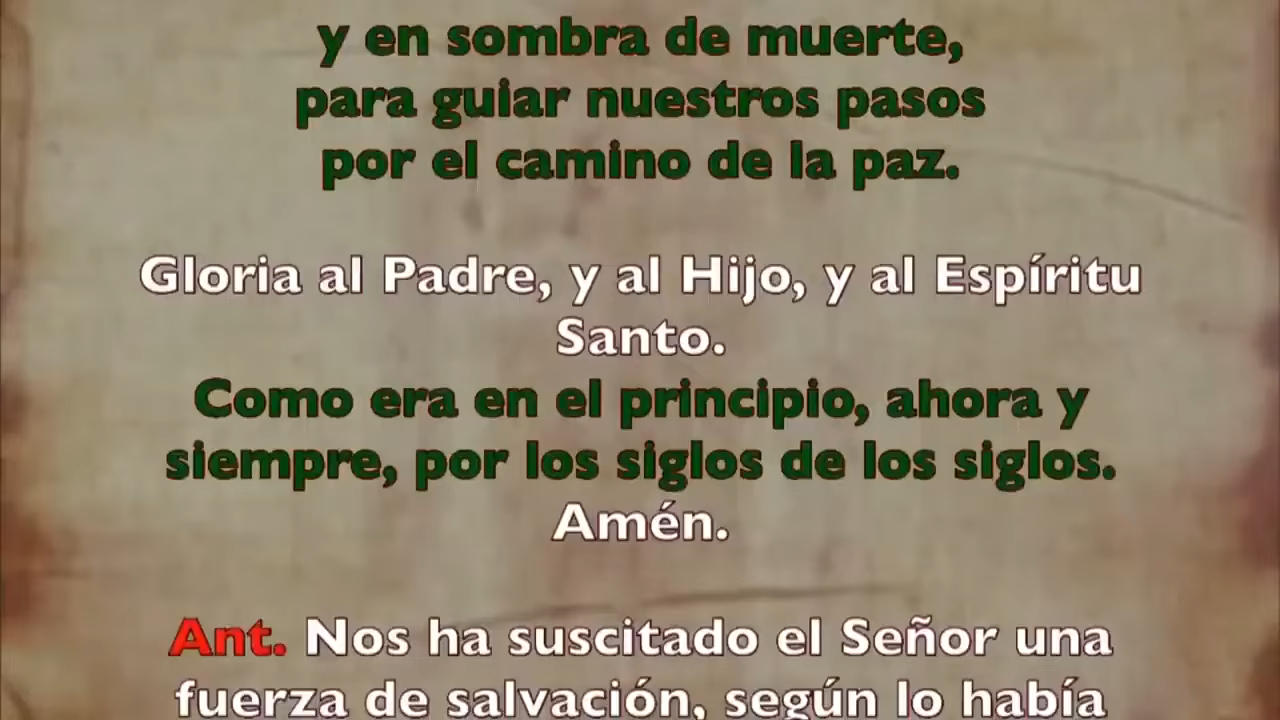 y en sombra de muerte,
para guiar nuestros pasos
por el camino de la paz.
Gloria al Padre, y al Hijo, y al Espíritu
Santo.
Como era en el principio, ahora y
siempre, por los siglos de los siglos.
Amén.
Ant. Nos ha suscitado el Señor una
fuerza de salvación, según lo había